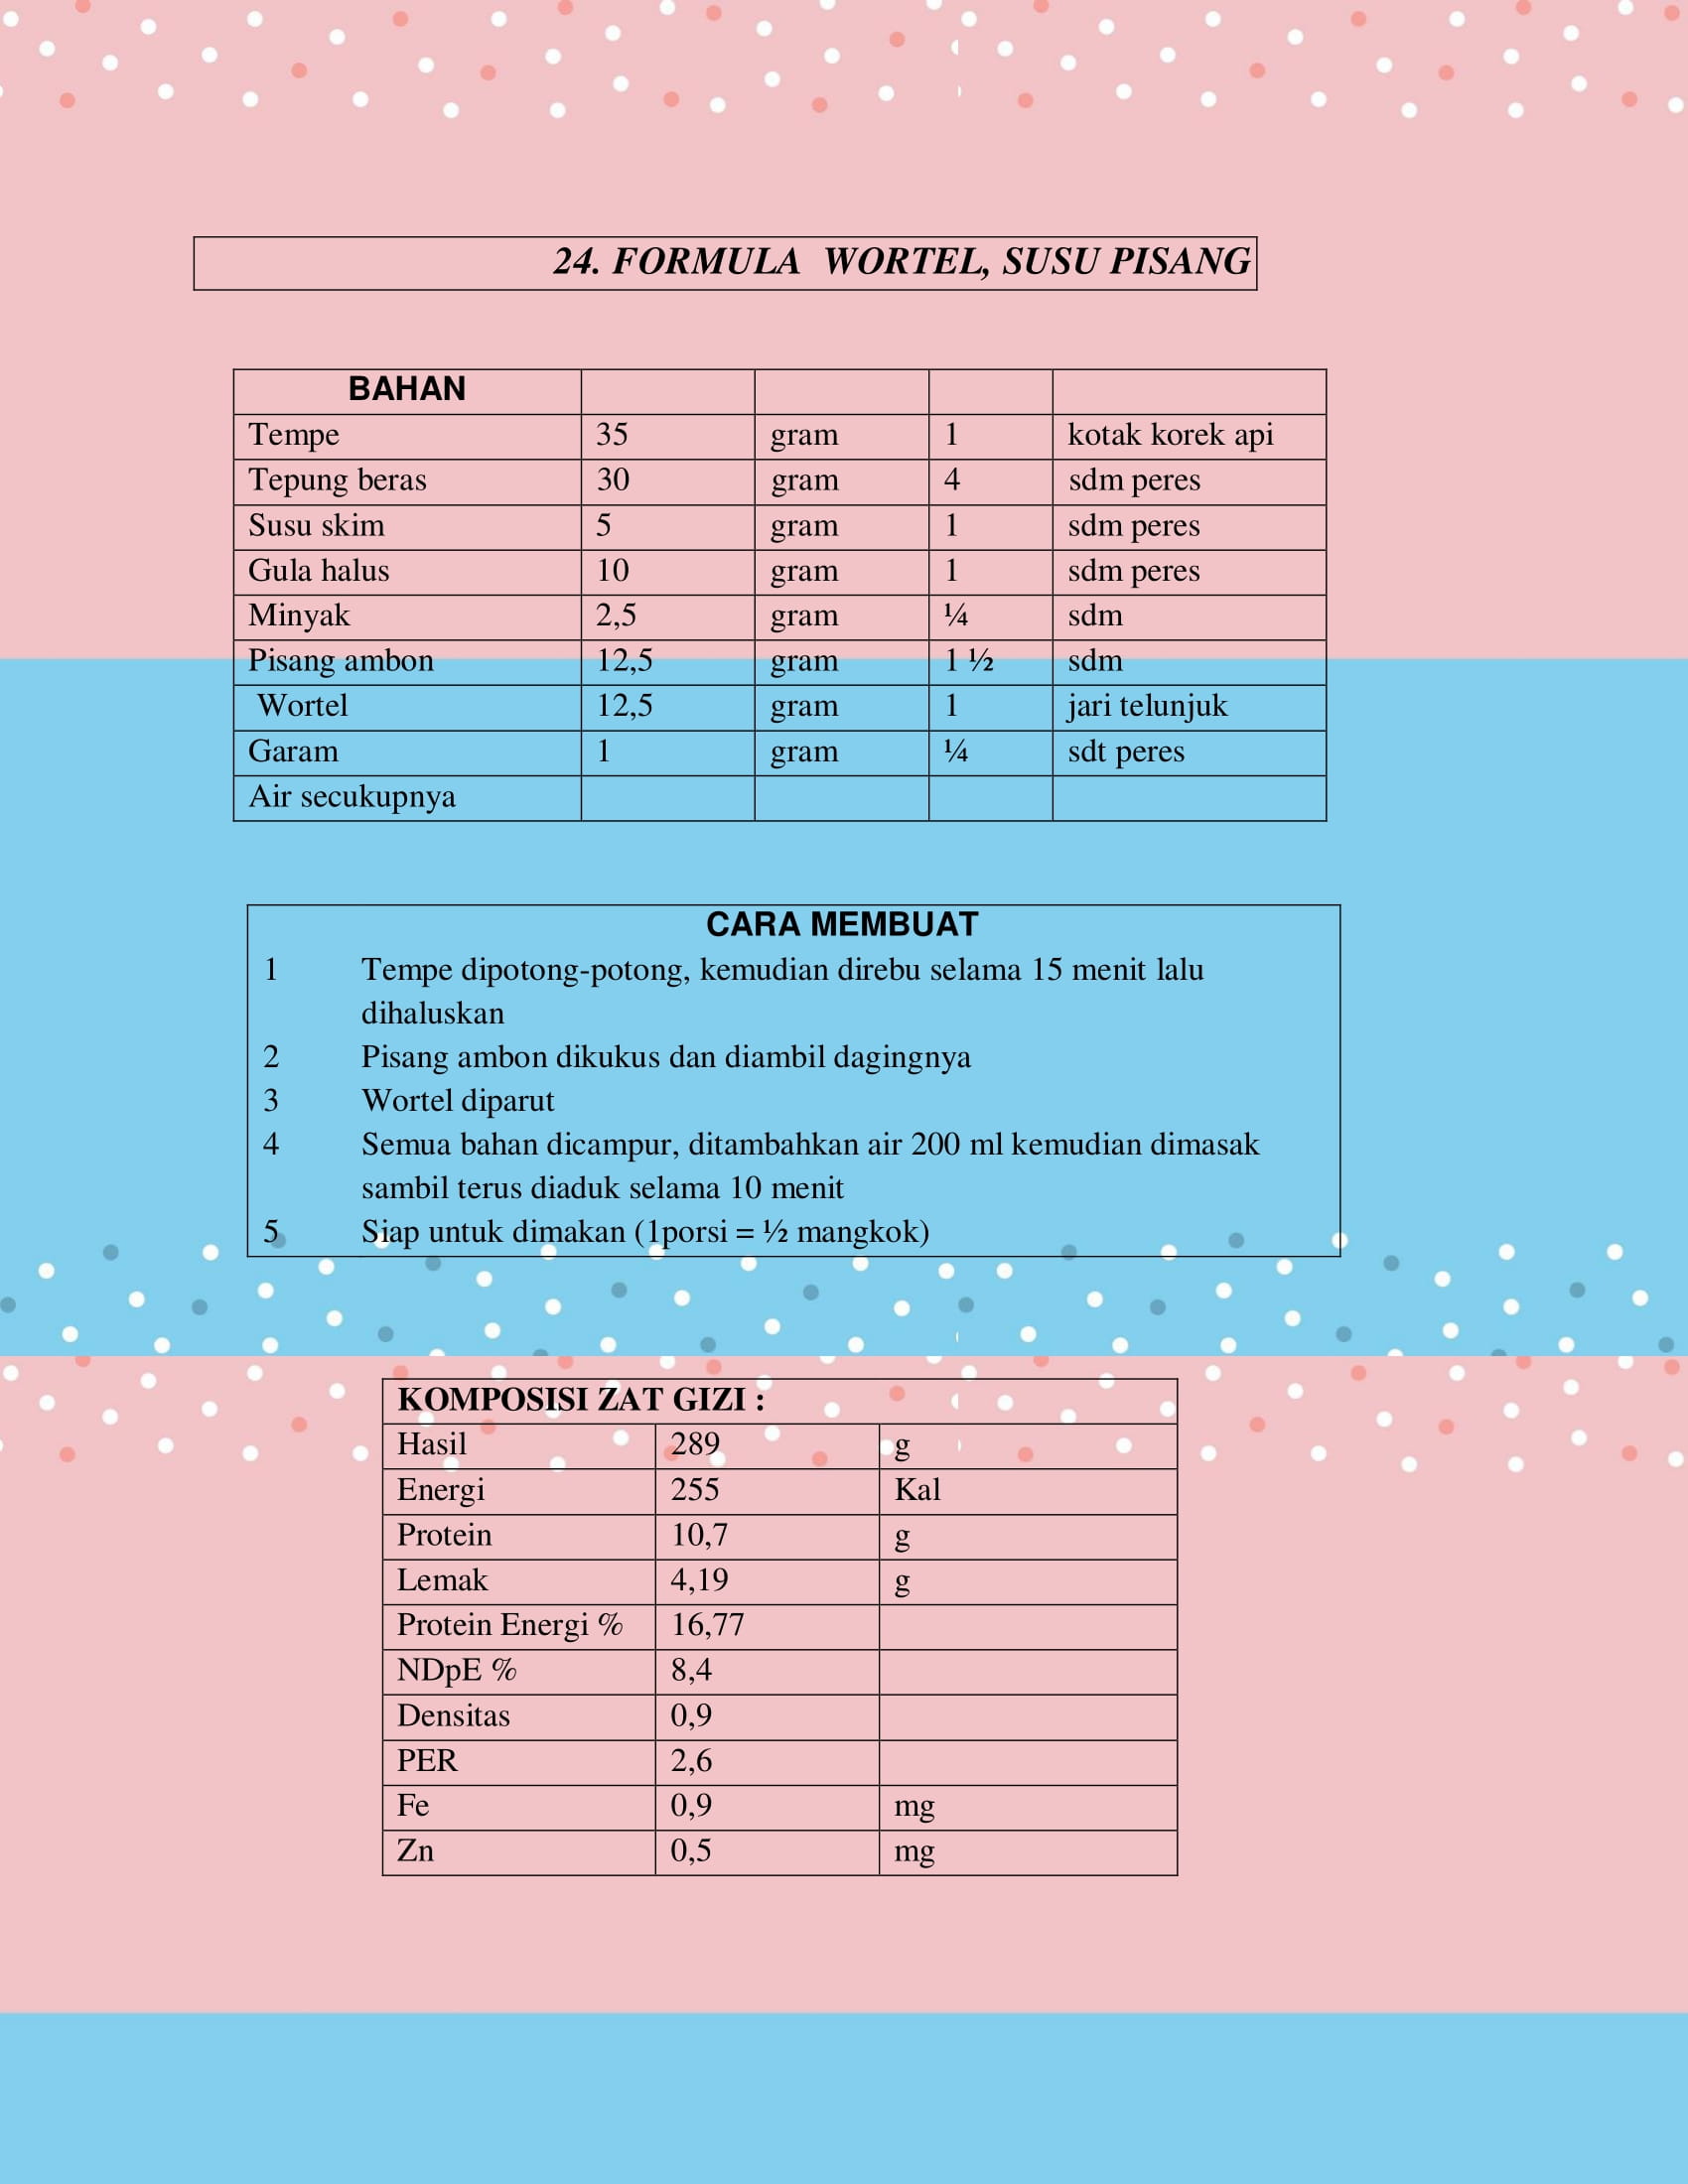 24. FORMULA  WORTEL, SUSU PISANG
BAHAN
Tempe 35 gram 1 kotak korek api
Tepung beras 30 gram 4 sdm peres
Susu skim 5 gram 1 sdm peres
Gula halus 10 gram 1 sdm peres
Minyak 2,5 gram ¼ sdm
Pisang ambon 12,5 gram 1 ½ sdm
Wortel 12,5 gram 1 jari telunjuk
Garam 1 gram ¼ sdt peres
Air secukupnya
CARA MEMBUAT
1 Tempe dipotong-potong, kemudian direbu selama 15 menit lalu
dihaluskan
2 Pisang ambon dikukus dan diambil dagingnya
3 Wortel diparut
4 Semua bahan dicampur, ditambahkan air 200 ml kemudian dimasak
sambil terus diaduk selama 10 menit
5 Siap untuk dimakan (1porsi = ½ mangkok)
KOMPOSISI ZAT GIZI :
Hasil 289 g
Energi 255 Kal
Protein 10,7 g
Lemak 4,19 g
Protein Energi % 16,77
NDpE % 8,4
Densitas 0,9
PER 2,6
Fe 0,9 mg
Zn 0,5 mg